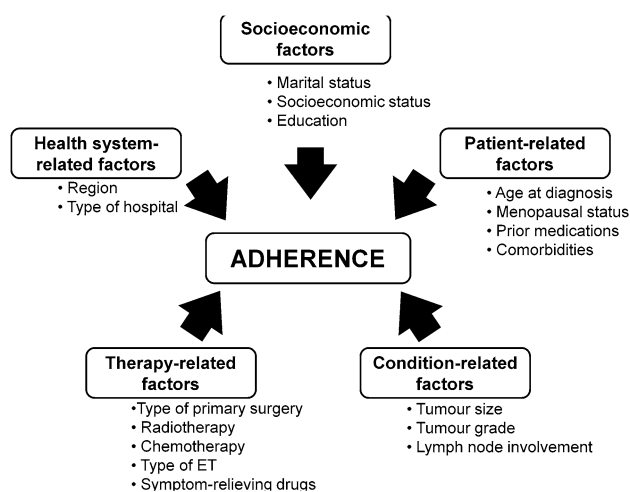 Socioeconomic
factors
• Marital status
• Socioeconomic status
• Education
Health system-
related factors
• Region
• Type of hospital
Patient-related
factors
• Age at diagnosis
• Menopausal status
• Prior medications
• Comorbidities
ADHERENCE
Therapy-related
factors
•Type of primary surgery
• Radiotherapy
• Chemotherapy
• Type of ET
• Symptom-relieving drugs
Condition-related
factors
• Tumour size
• Tumour grade
• Lymph node involvement